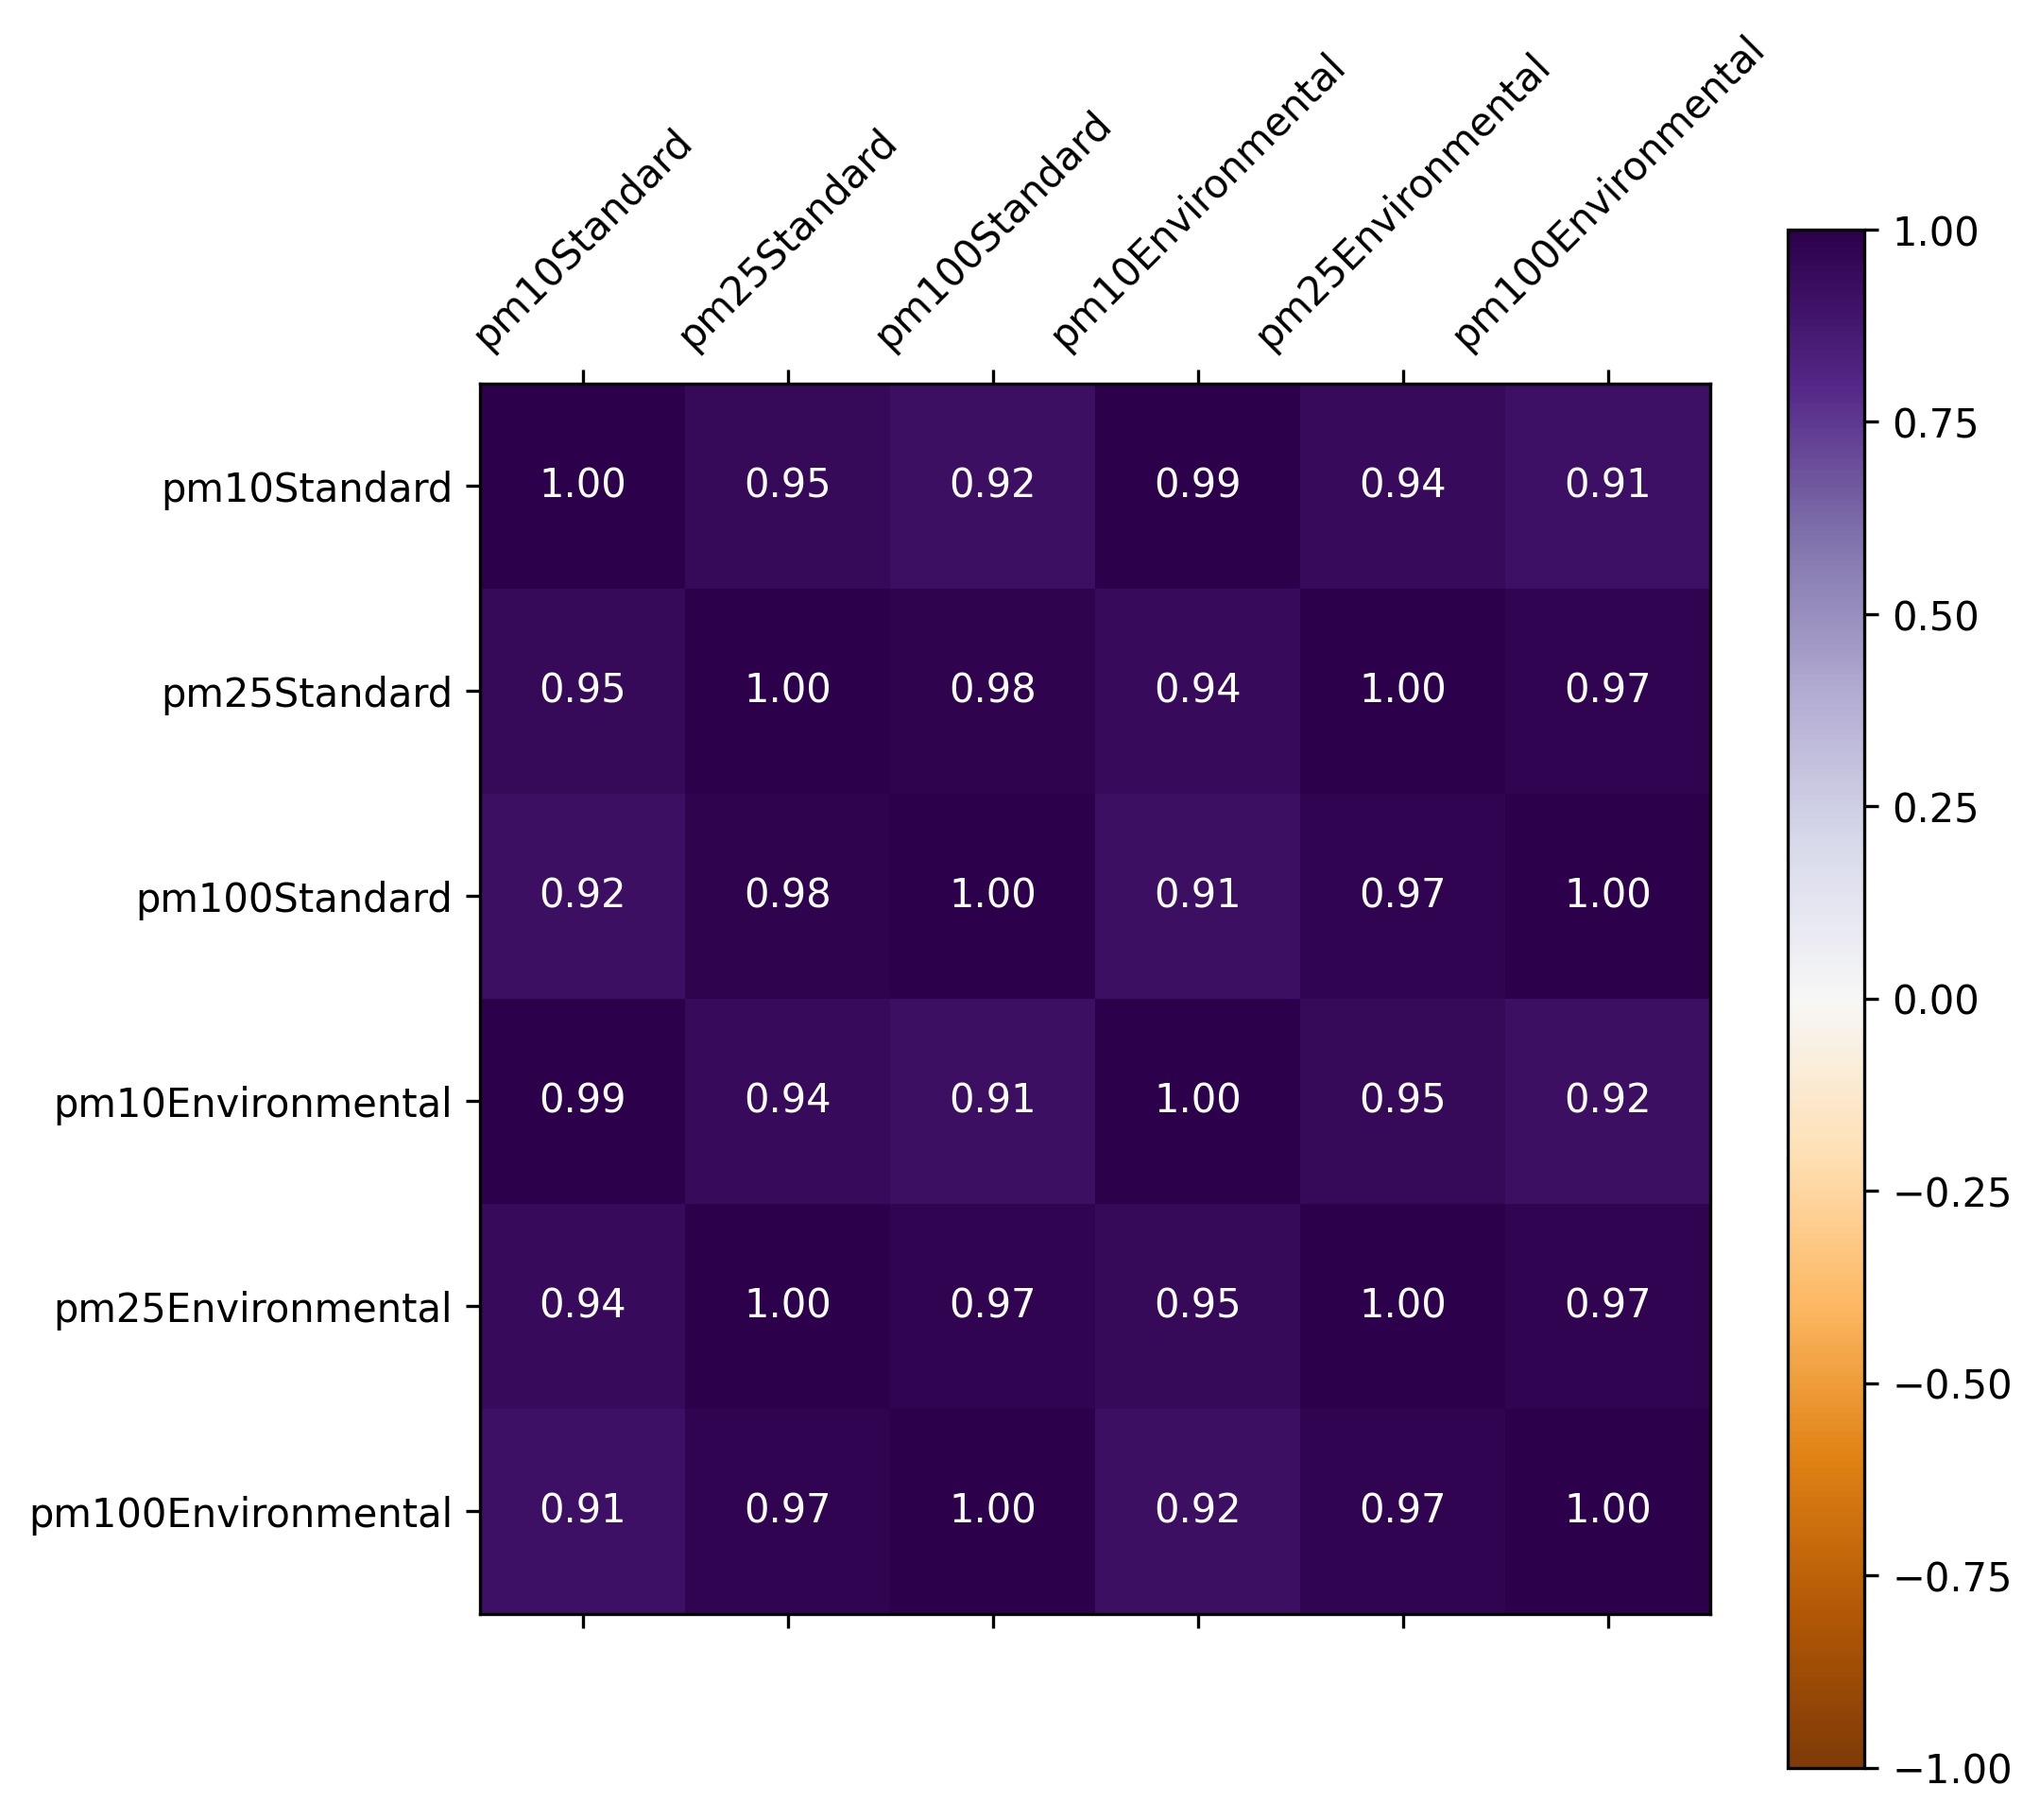 pm10Standard
pm25Standard
pm100Standard
pm10Environmental
pm25Environmental
pm100Environmental
pm10Standard 1.00 0.95 0.92 0.99 0.94 0.91
pm25Standard 0.95 1.00 0.98 0.94 1.00 0.97
pm100Standard 0.92 0.98 1.00 0.91 0.97 1.00
pm10Environmental 0.99 0.94 0.91 1.00 0.95 0.92
pm25Environmental 0.94 1.00 0.97 0.95 1.00 0.97
pm100Environmental 0.91 0.97 1.00 0.92 0.97 1.00
1.00
0.75
0.50
0.25
0.00
−0.25
−0.50
−0.75
−1.00